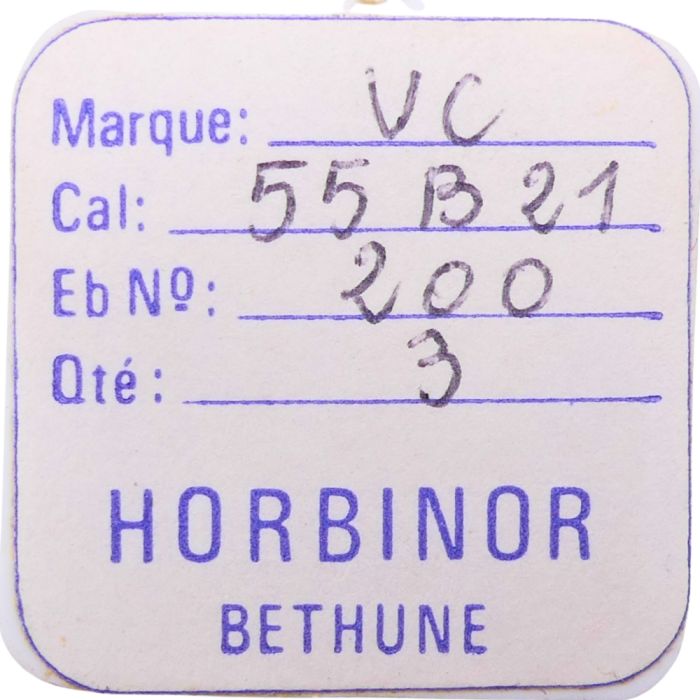 Marque: VC
Cal: 55 B 21
Eb Nº: 200
Qté: 3
HORBINOR
BETHUNE